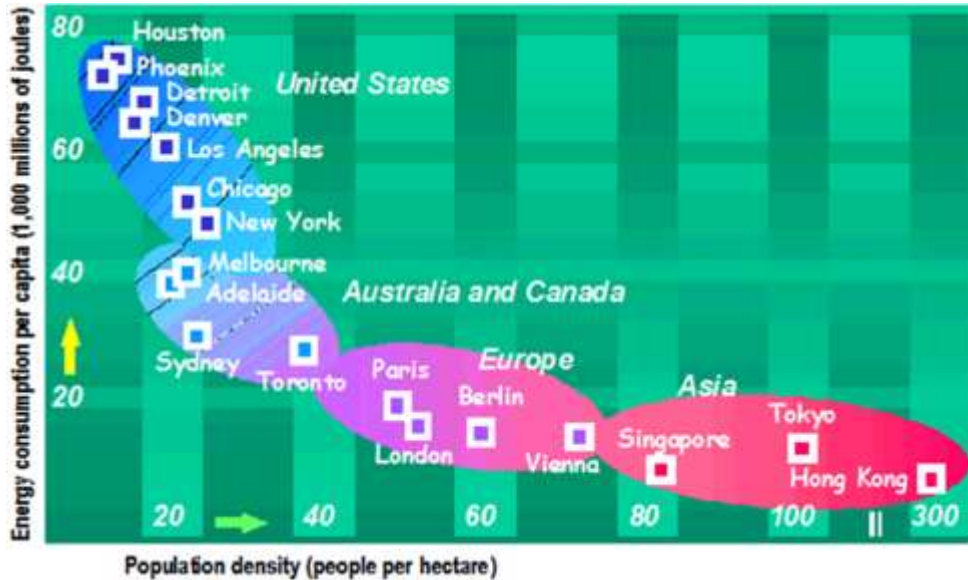 Energy consumption per capita (1,000 millions of joules)
80
Houston
Phoenix
United States
Detroit
Denver
60
Los Angeles
Chicago
New York
40
Melbourne
Adelaide
Australia and Canada
Sydney
Toronto
Paris
Europe
20
Berlin
Asia
Tokyo
London
Vienna
Singapore
Hong Kong
20
40
60
80
100
300
Population density (people per hectare)